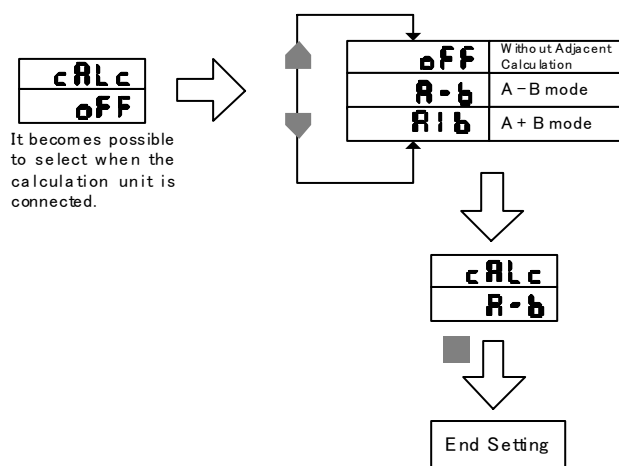 cALc
oFF
It becomes possible
to select when the
calculation unit is
connected.
oFF
Without Adjacent
Calculation
A-b
A－B mode
A1b
A + B mode
cALc
A-b
End Setting